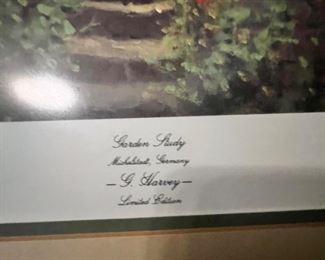 Garden Study
Michelstadt, Germany
— G. Harvey —
Limited Edition